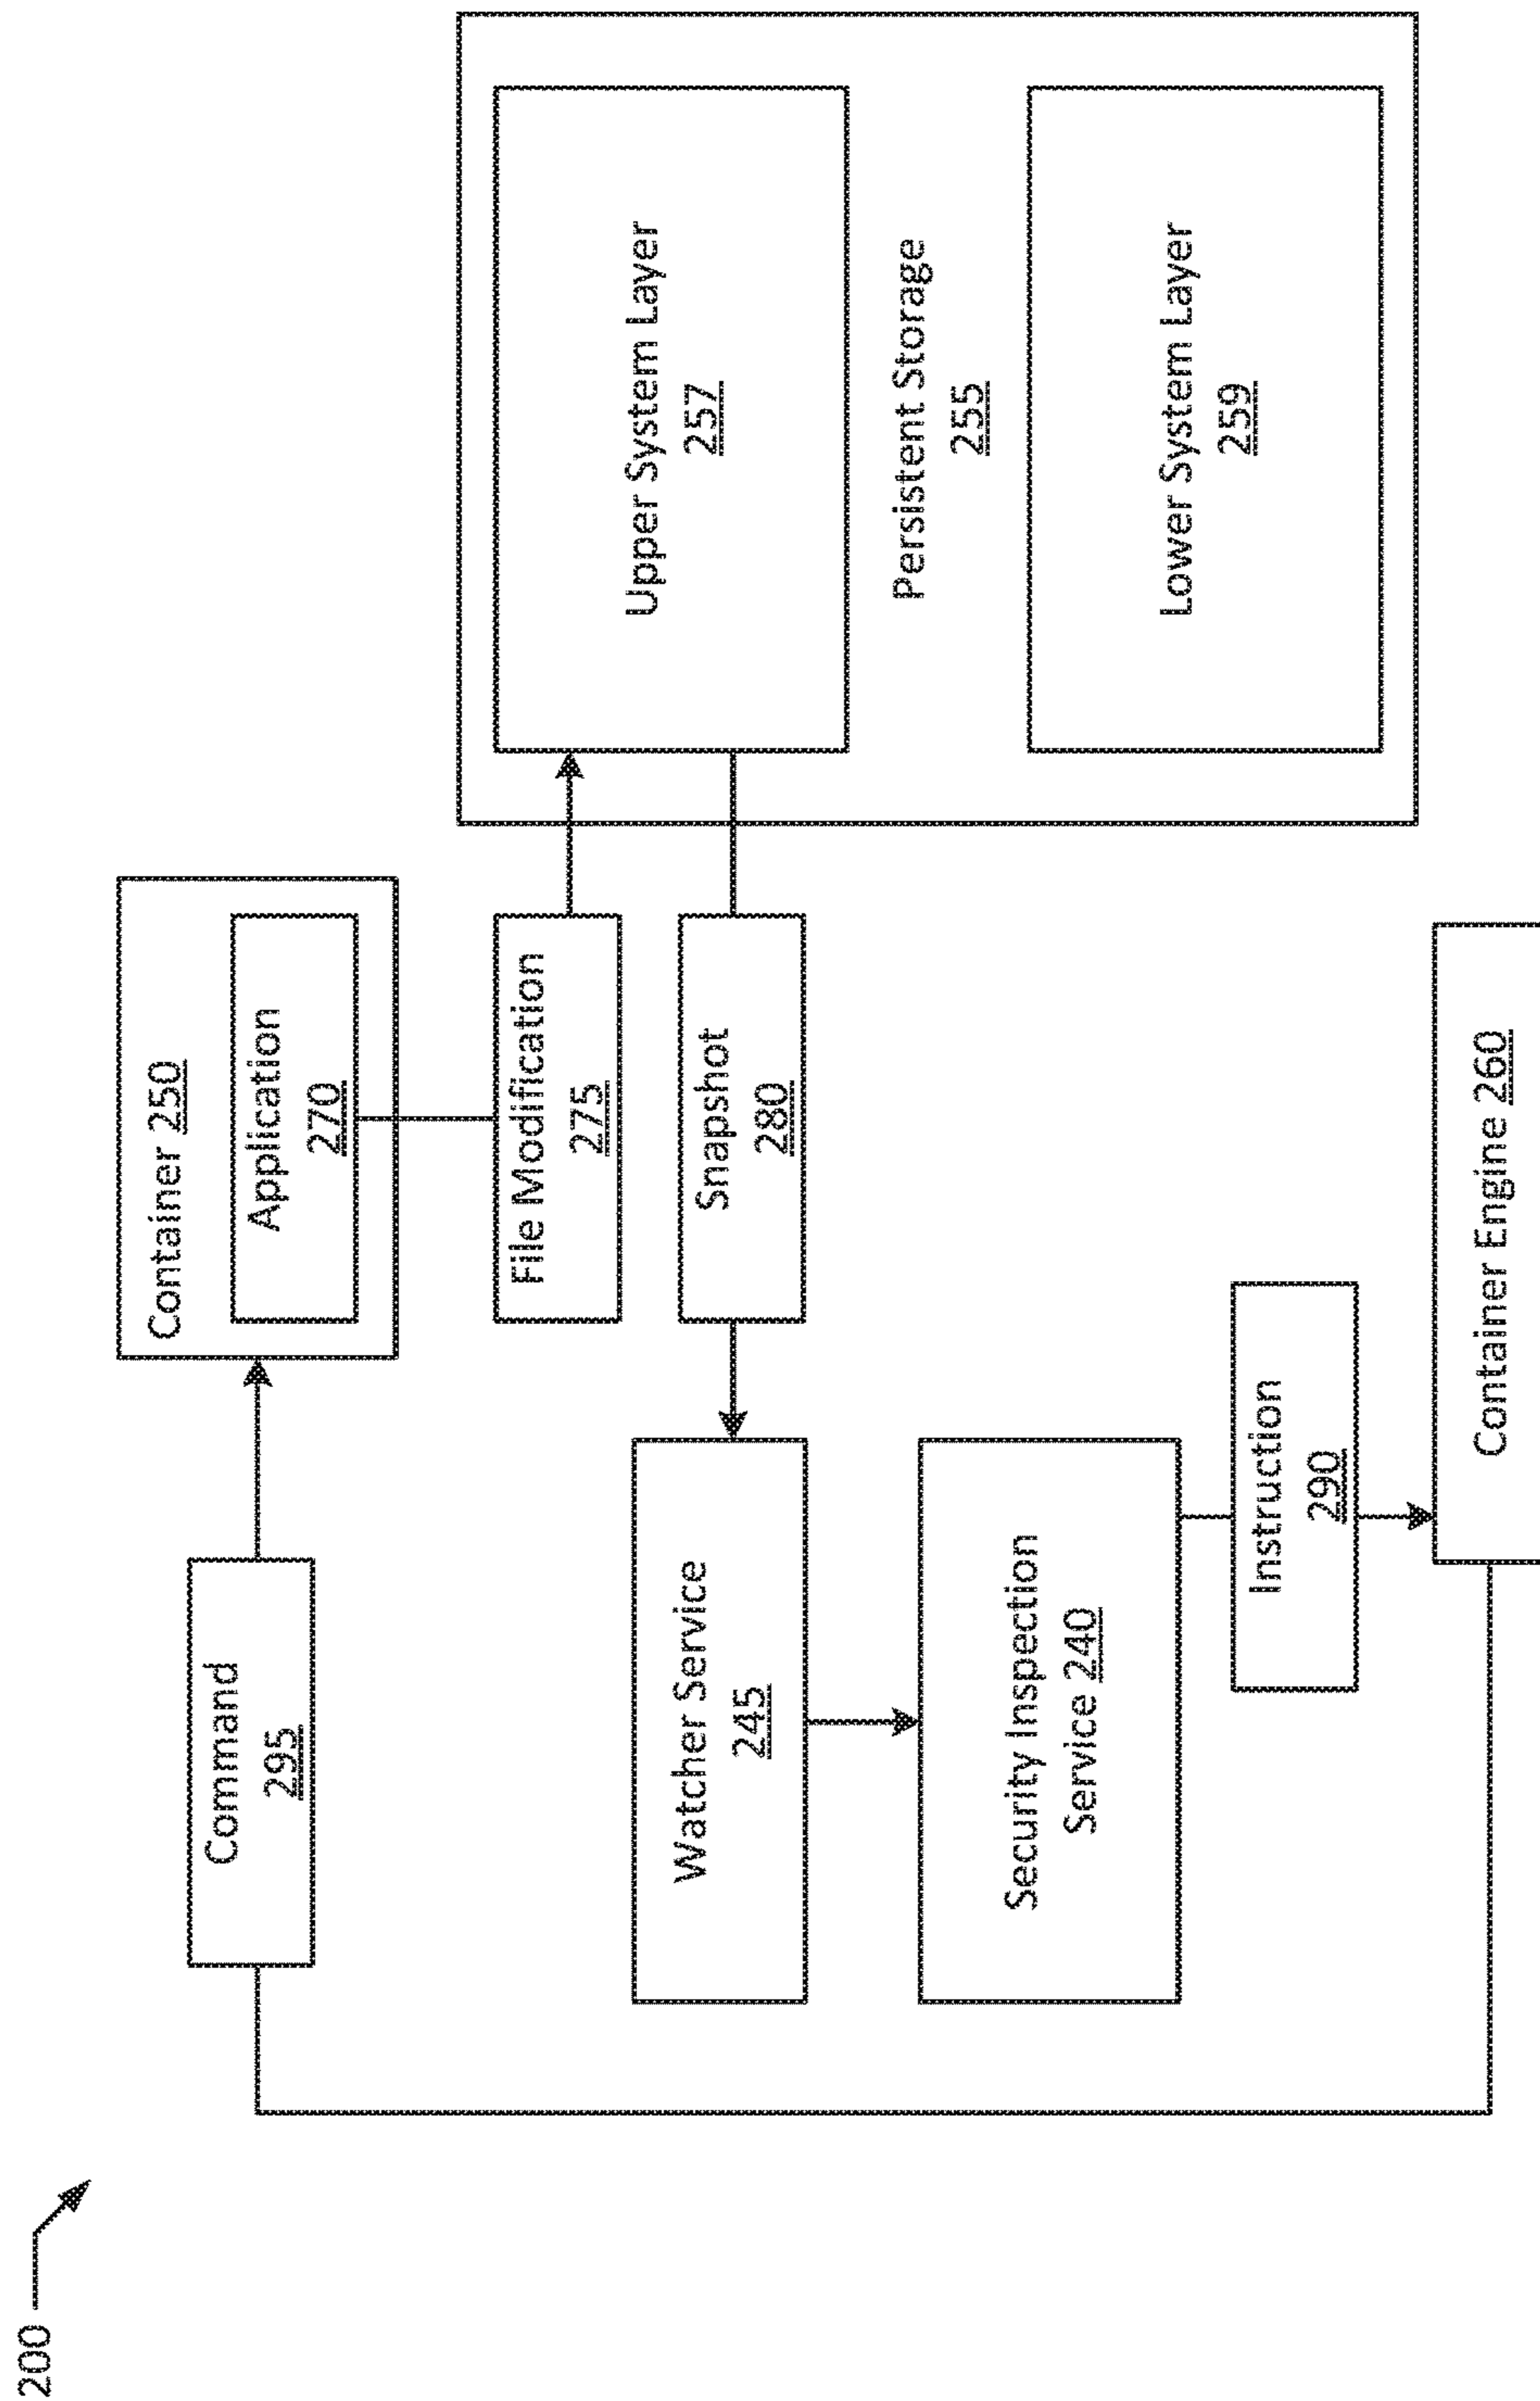 200
Command
295
Container 250
Application
270
File Modification
275
Snapshot
280
Upper System Layer
257
Persistent Storage
255
Lower System Layer
259
Watcher Service
245
Security Inspection
Service 240
Instruction
290
Container Engine 260